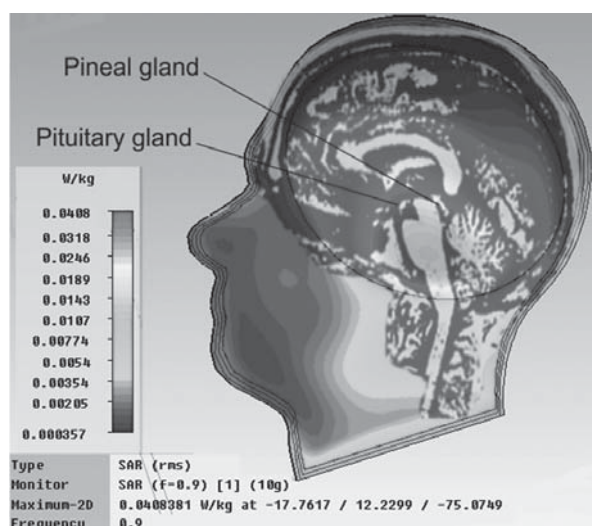 Pineal gland
Pituitary gland
W/kg
0.0408
0.0318
0.0246
0.0189
0.0143
0.0107
0.00774
0.0054
0.00354
0.00205
0.000357
Type SAR (rms)
Monitor SAR (f=0.9) [1] (10g)
Maximum-2D 0.0408381 W/kg at -17.7617 / 12.2299 / -75.0749
Frequency 0.9